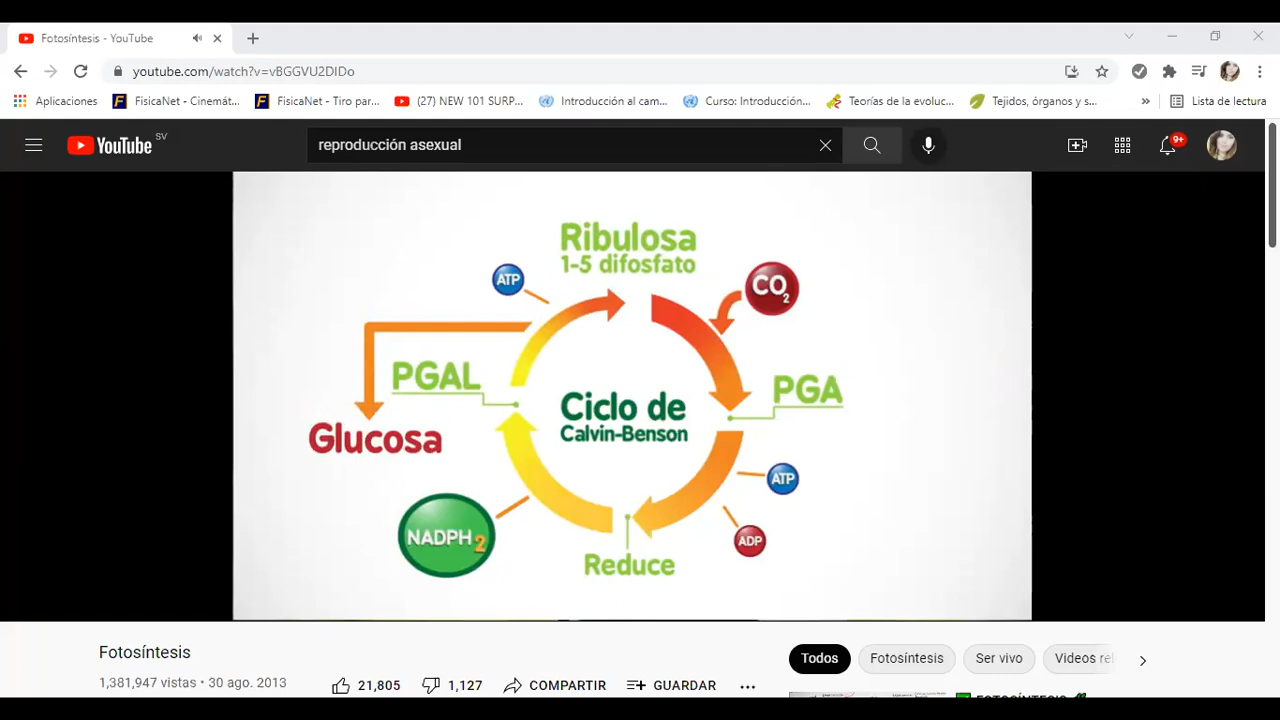 Fotosíntesis - YouTube
youtube.com/watch?v=vBGGVU2DIDo
Aplicaciones
FisicaNet - Cinemát...
FisicaNet - Tiro par...
(27) NEW 101 SURP...
Introducción al cam...
Curso: Introducción...
Teorías de la evoluc...
Tejidos, órganos y s...
»
Lista de lectura
YouTube SV
reproducción asexual
9+
Ribulosa
1-5 difosfato
ATP
CO2
PGAL
PGA
Ciclo de
Calvin-Benson
Glucosa
ATP
NADPH2
ADP
Reduce
Fotosíntesis
1,381,947 vistas • 30 ago. 2013
21,805
1,127
COMPARTIR
GUARDAR
Todos
Fotosíntesis
Ser vivo
Videos rel
FOTOSÍNTESIS